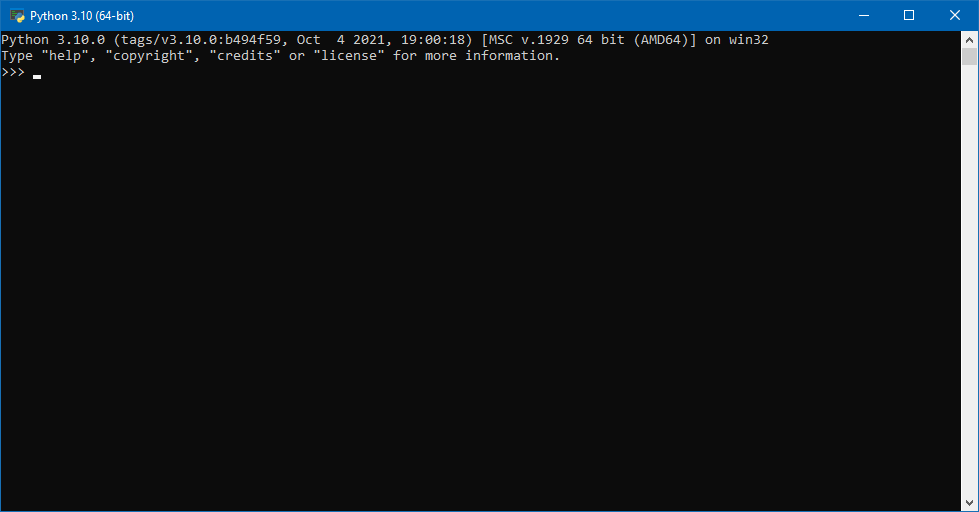 Python 3.10 (64-bit)
Python 3.10.0 (tags/v3.10.0:b494f59, Oct  4 2021, 19:00:18) [MSC v.1929 64 bit (AMD64)] on win32
Type "help", "copyright", "credits" or "license" for more information.
>>>